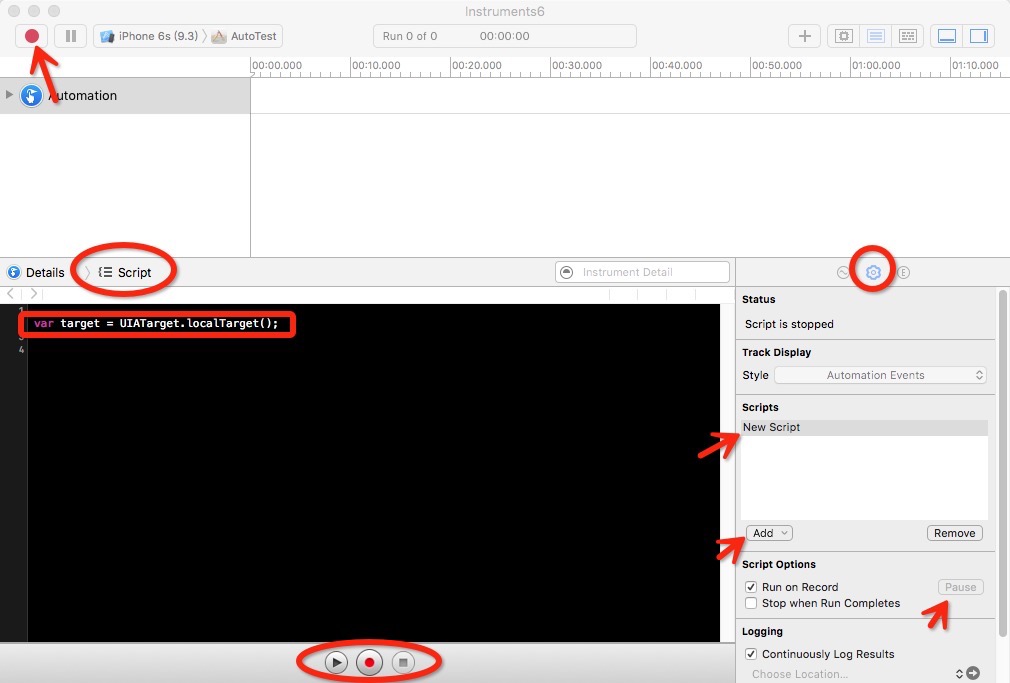 Instruments6
iPhone 6s (9.3) AutoTest
Run 0 of 0 00:00:00
00:00.000 00:10.000 00:20.000 00:30.000 00:40.000 00:50.000 01:00.000 01:10.000
Automation
Details Script
Instrument Detail
E
1
var target = UIATarget.localTarget();
3
4
Status
Script is stopped
Track Display
Style Automation Events
Scripts
New Script
Add Remove
Script Options
Run on Record Pause
Stop when Run Completes
Logging
Continuously Log Results
Choose Location...